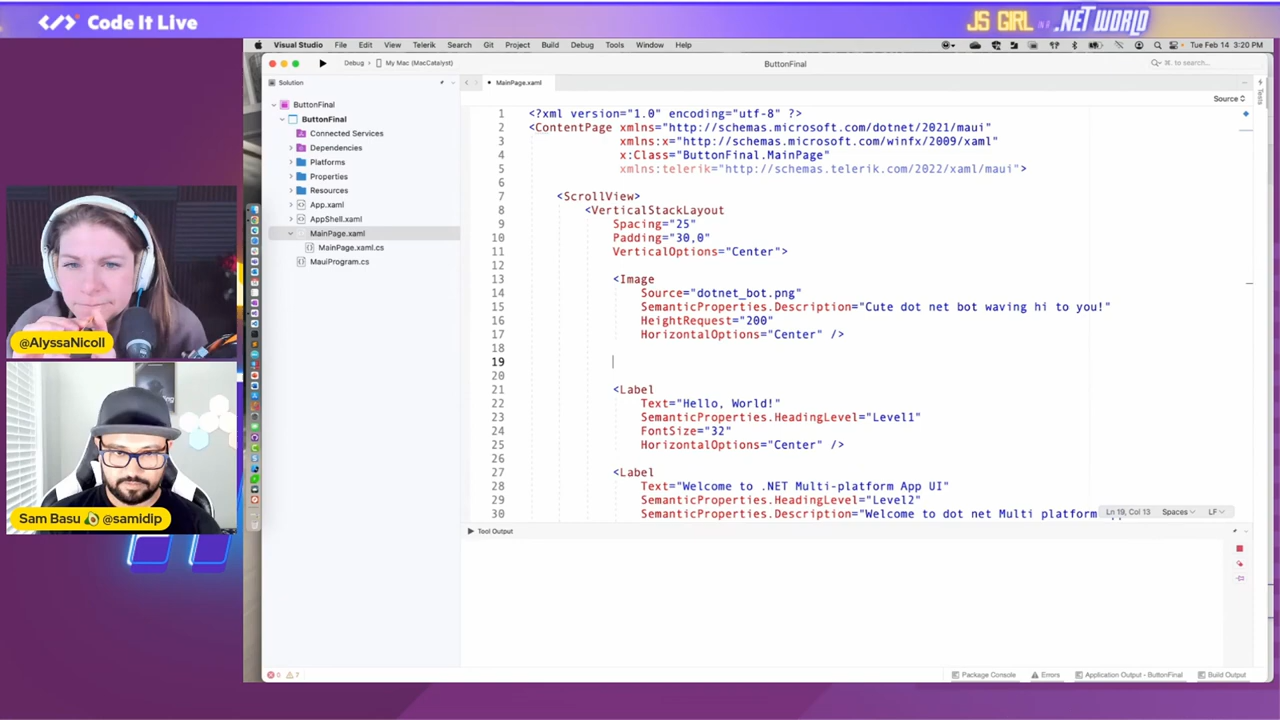 </> Code It Live
JS GIRL IN A .NET WORLD
Visual Studio File Edit View Telerik Search Git Project Build Debug Tools Window Help
Tue Feb 14 3:20 PM
Debug > My Mac (MacCatalyst)
ButtonFinal
⌘. to search...
Solution
MainPage.xaml
Tests
Source
ButtonFinal
ButtonFinal
Connected Services
Dependencies
Platforms
Properties
Resources
App.xaml
AppShell.xaml
MainPage.xaml
MainPage.xaml.cs
MauiProgram.cs
1 <?xml version="1.0" encoding="utf-8" ?>
2 <ContentPage xmlns="http://schemas.microsoft.com/dotnet/2021/maui"
3 xmlns:x="http://schemas.microsoft.com/winfx/2009/xaml"
4 x:Class="ButtonFinal.MainPage"
5 xmlns:telerik="http://schemas.telerik.com/2022/xaml/maui">
6
7 <ScrollView>
8 <VerticalStackLayout
9 Spacing="25"
10 Padding="30,0"
11 VerticalOptions="Center">
12
13 <Image
14 Source="dotnet_bot.png"
15 SemanticProperties.Description="Cute dot net bot waving hi to you!"
16 HeightRequest="200"
17 HorizontalOptions="Center" />
18
19
20
21 <Label
22 Text="Hello, World!"
23 SemanticProperties.HeadingLevel="Level1"
24 FontSize="32"
25 HorizontalOptions="Center" />
26
27 <Label
28 Text="Welcome to .NET Multi-platform App UI"
29 SemanticProperties.HeadingLevel="Level2"
30 SemanticProperties.Description="Welcome to dot net Multi platform
Ln 19, Col 13 Spaces LF
Tool Output
0 7
Package Console Errors Application Output - ButtonFinal Build Output
@AlyssaNicoll
Sam Basu 🥑 @samidip